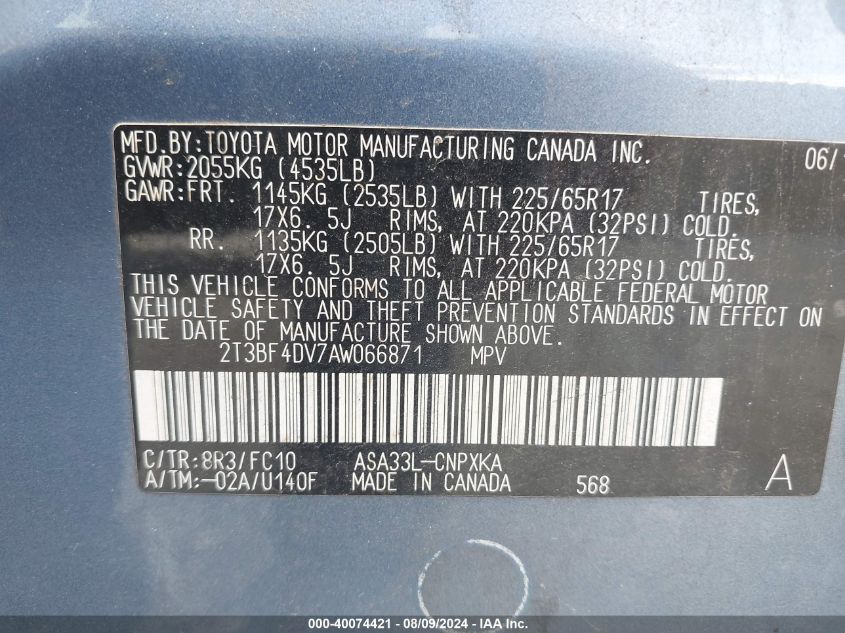 MFD.BY:TOYOTA MOTOR MANUFACTURING CANADA INC. 06/
GVWR:2055KG (4535LB)
GAWR:FRT. 1145KG (2535LB) WITH 225/65R17 TIRES,
17X6. 5J RIMS, AT 220KPA (32PSI) COLD.
RR. 1135KG (2505LB) WITH 225/65R17 TIRES,
17X6. 5J RIMS, AT 220KPA (32PSI) COLD.
THIS VEHICLE CONFORMS TO ALL APPLICABLE FEDERAL MOTOR
VEHICLE SAFETY AND THEFT PREVENTION STANDARDS IN EFFECT ON
THE DATE OF MANUFACTURE SHOWN ABOVE.
2T3BF4DV7AW066871 MPV
C/TR:8R3/FC10 ASA33L-CNPXKA
A/TM:-02A/U140F MADE IN CANADA 568 A
000-40074421 - 08/09/2024 - IAA Inc.